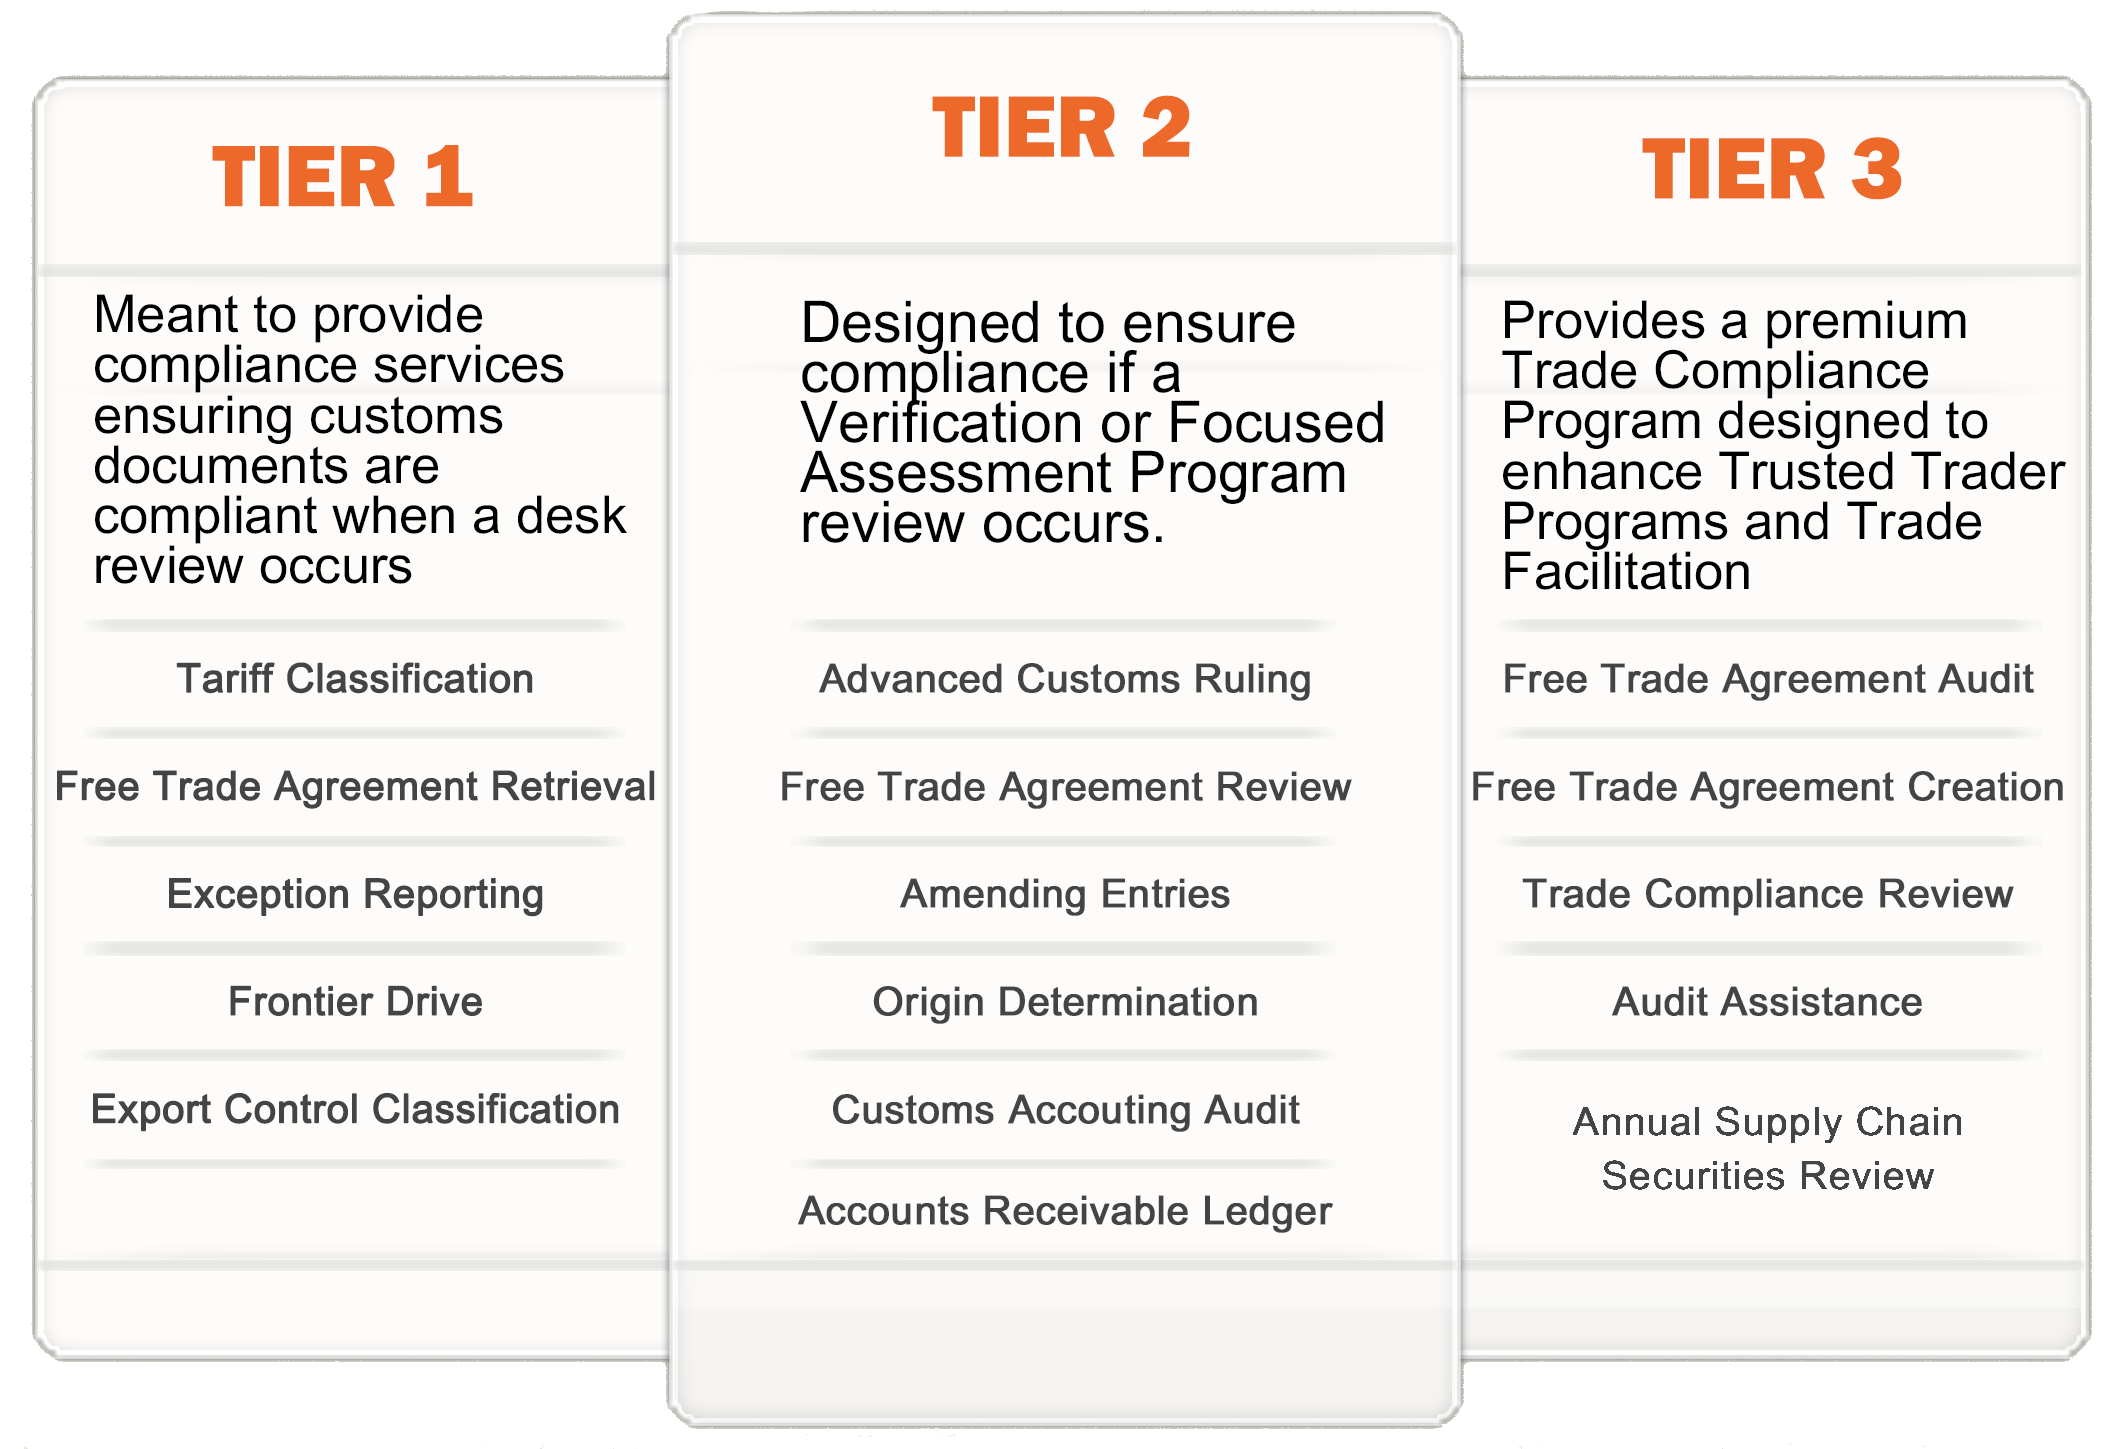 TIER 1
Meant to provide
compliance services
ensuring customs
documents are
compliant when a desk
review occurs
Tariff Classification
Free Trade Agreement Retrieval
Exception Reporting
Frontier Drive
Export Control Classification
TIER 2
Designed to ensure
compliance if a
Verification or Focused
Assessment Program
review occurs.
Advanced Customs Ruling
Free Trade Agreement Review
Amending Entries
Origin Determination
Customs Accouting Audit
Accounts Receivable Ledger
TIER 3
Provides a premium
Trade Compliance
Program designed to
enhance Trusted Trader
Programs and Trade
Facilitation
Free Trade Agreement Audit
Free Trade Agreement Creation
Trade Compliance Review
Audit Assistance
Annual Supply Chain
Securities Review